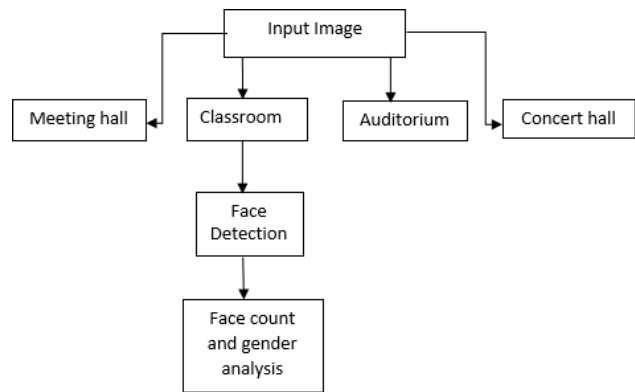 Input Image
Meeting hall
Classroom
Auditorium
Concert hall
Face
Detection
Face count
and gender
analysis